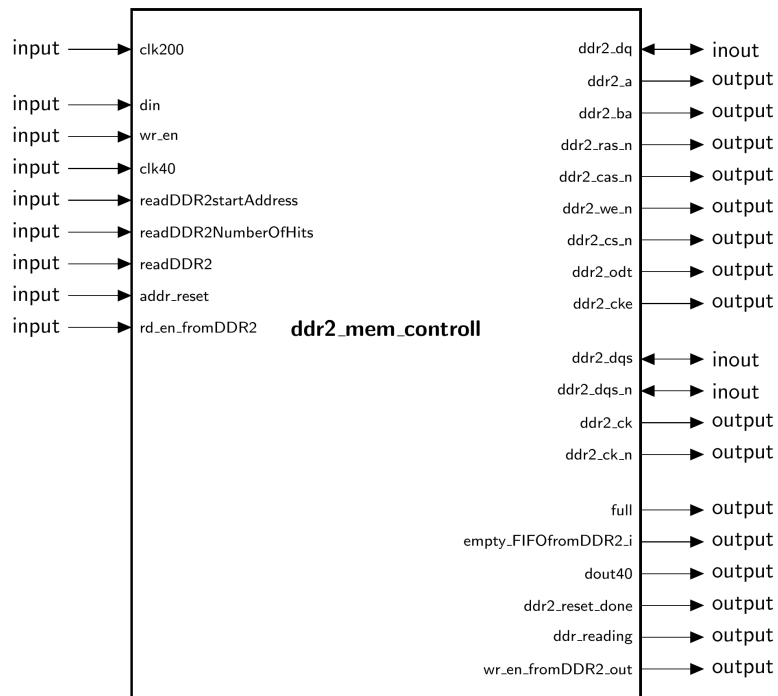 input clk200 ddr2_dq inout
ddr2_a output
input din ddr2_ba output
input wr_en ddr2_ras_n output
input clk40 ddr2_cas_n output
input readDDR2startAddress ddr2_we_n output
input readDDR2NumberOfHits ddr2_cs_n output
input readDDR2 ddr2_odt output
input addr_reset ddr2_cke output
input rd_en_fromDDR2 ddr2_mem_controll
ddr2_dqs inout
ddr2_dqs_n inout
ddr2_ck output
ddr2_ck_n output
full output
empty_FIFOfromDDR2_i output
dout40 output
ddr2_reset_done output
ddr_reading output
wr_en_fromDDR2_out output